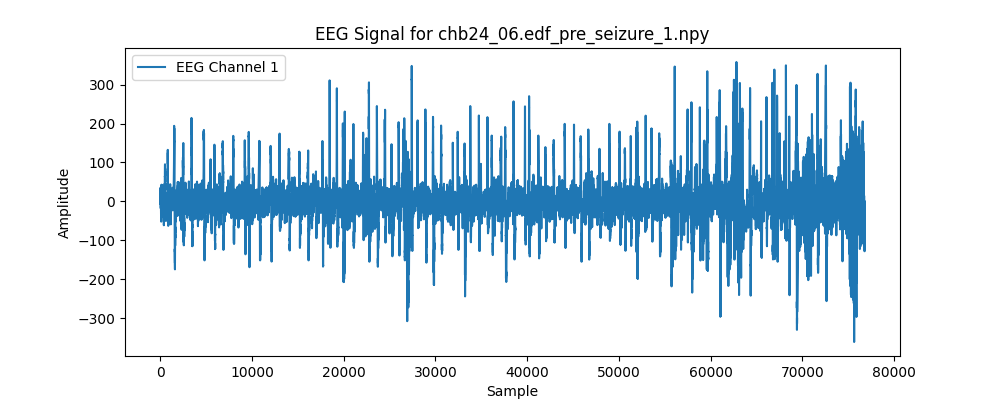 EEG Signal for chb24_06.edf_pre_seizure_1.npy
EEG Channel 1
Amplitude
300
200
100
0
−100
−200
−300
0 10000 20000 30000 40000 50000 60000 70000 80000
Sample